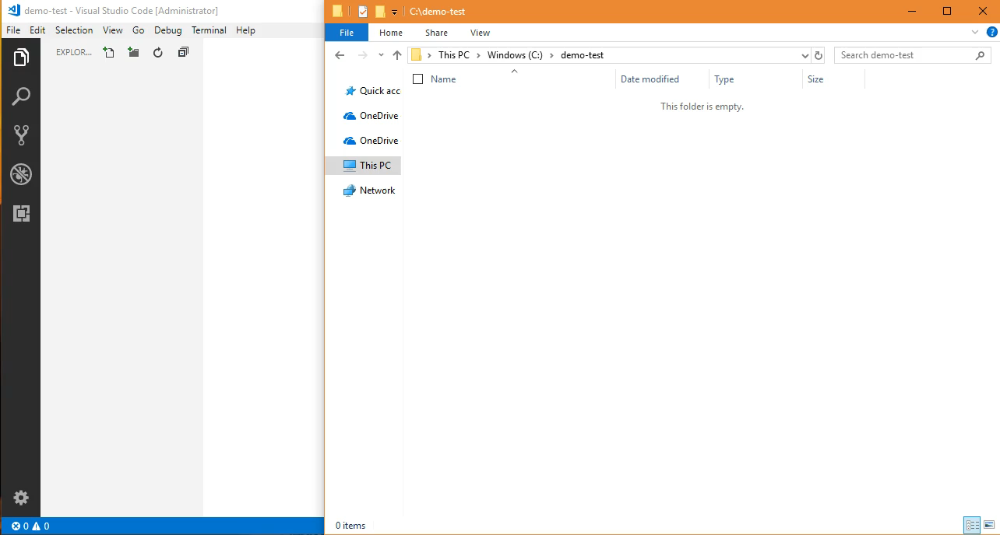 demo-test - Visual Studio Code [Administrator]
File Edit Selection View Go Debug Terminal Help
EXPLOR...
0 0
C:\demo-test
File Home Share View
This PC Windows (C:) demo-test
Search demo-test
Name Date modified Type Size
This folder is empty.
Quick acc
OneDrive
OneDrive
This PC
Network
0 items